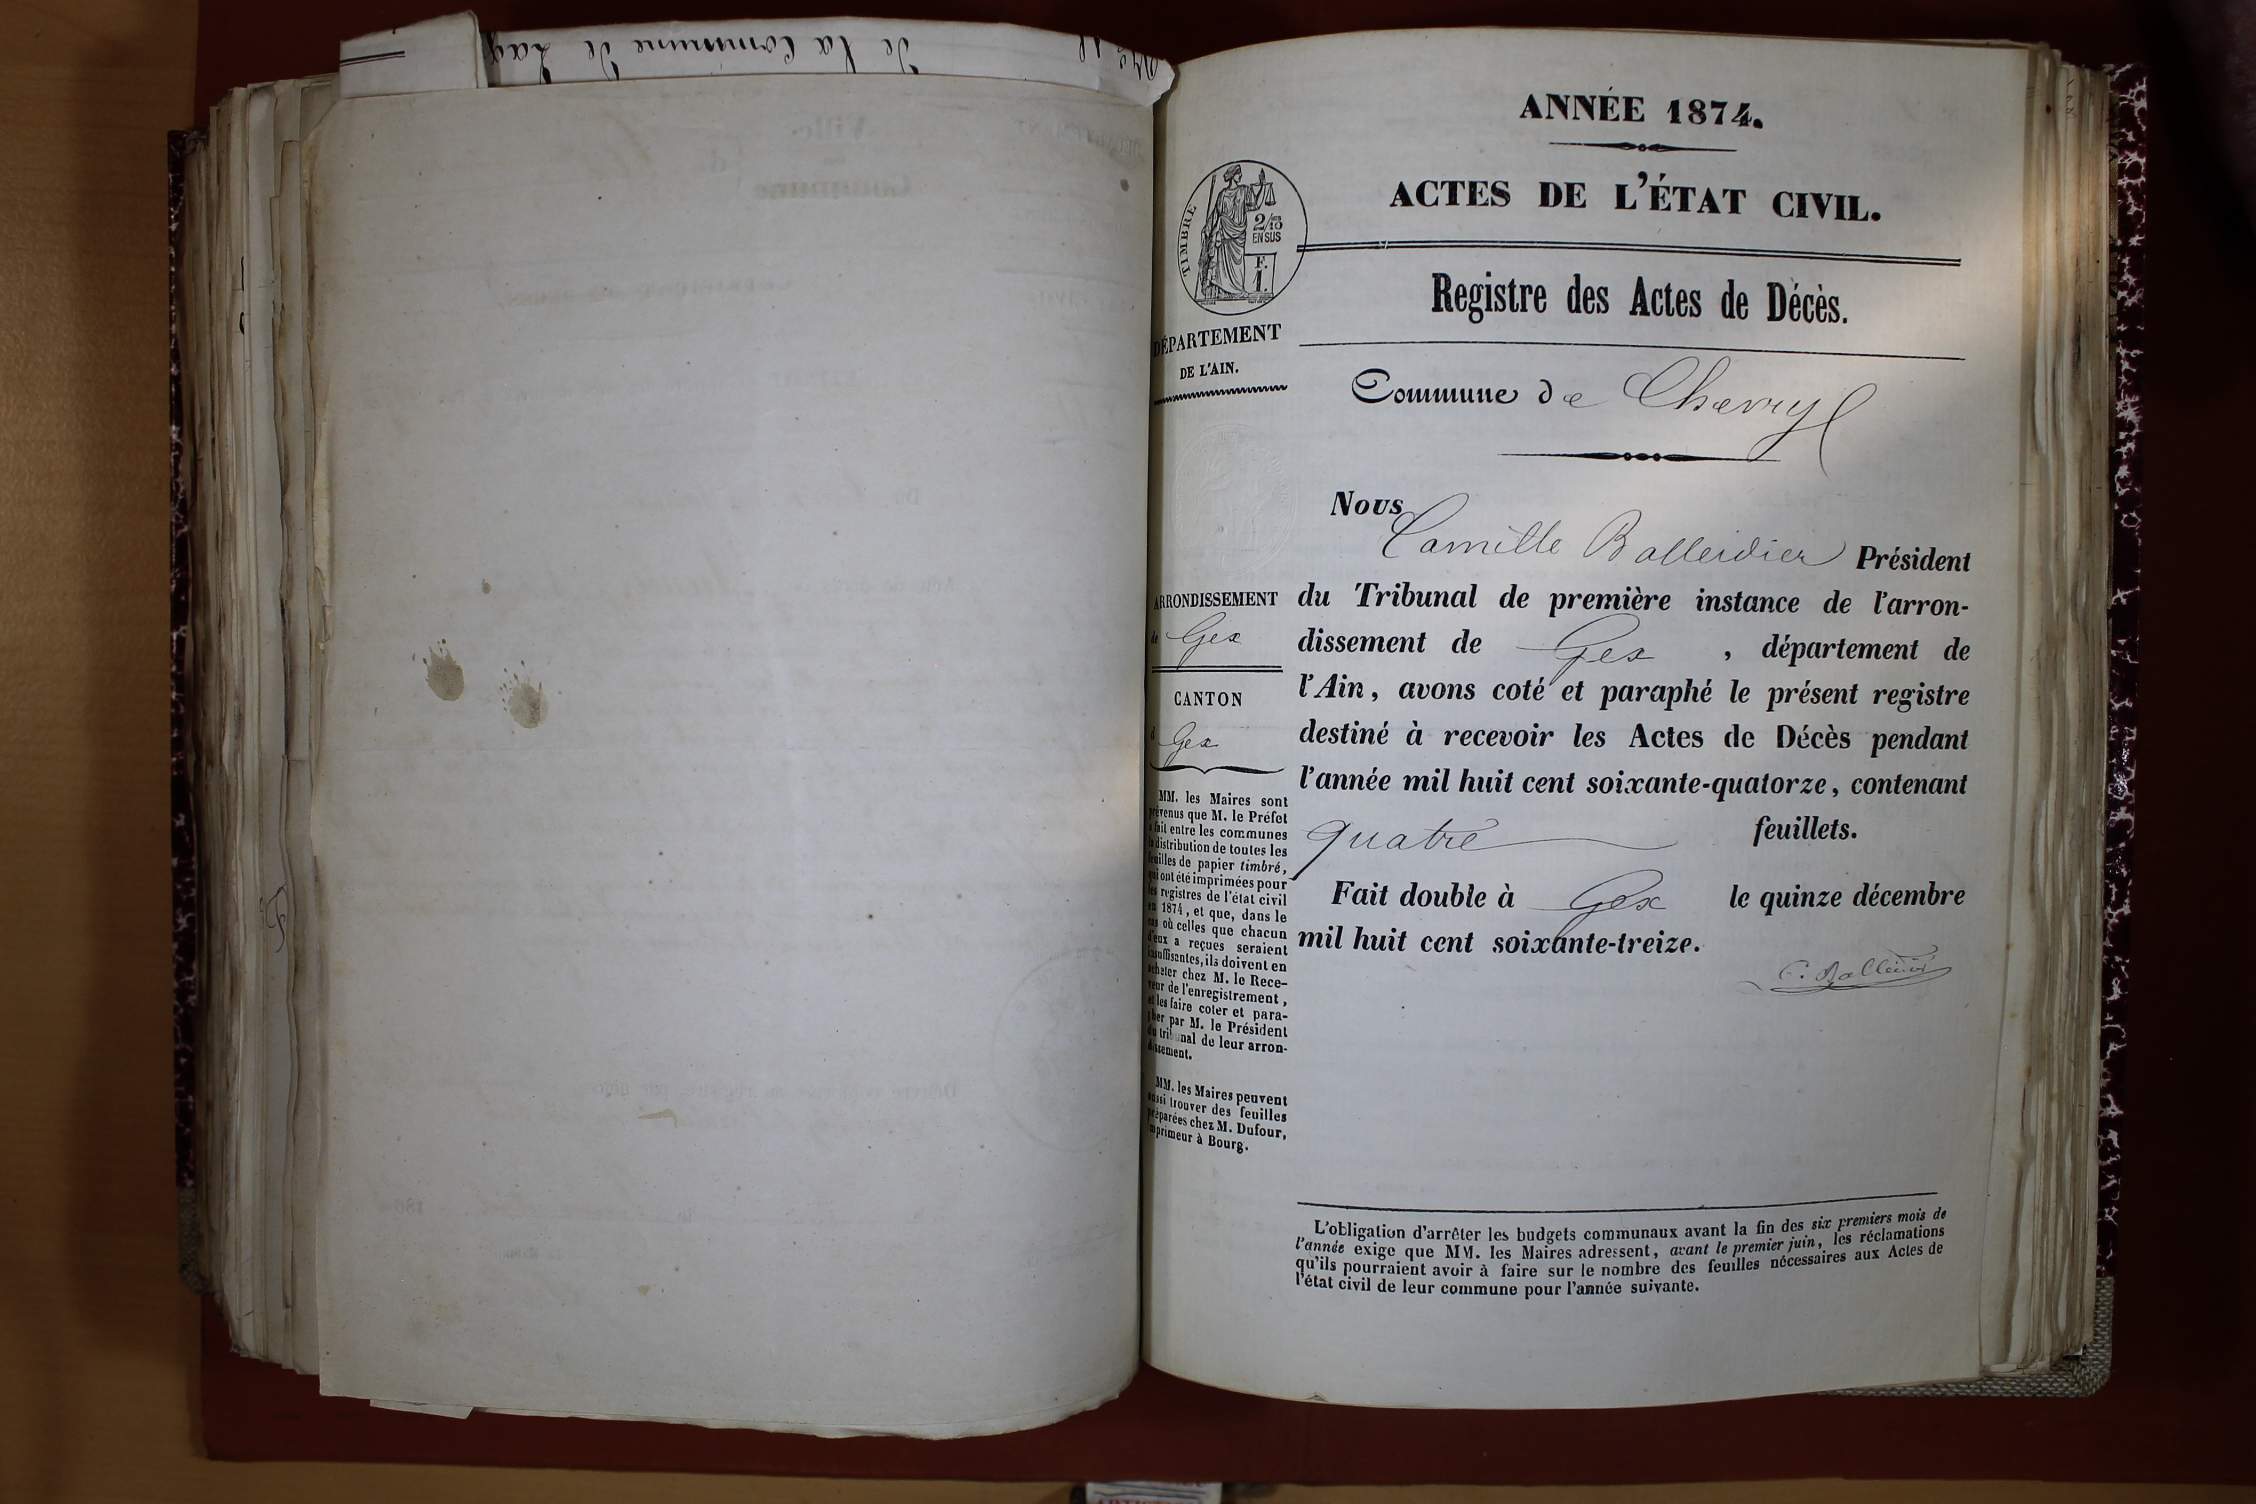 de la Commune de Zag
ANNÉE 1874.
ACTES DE L'ÉTAT CIVIL.
TIMBRE
2/10
EN SUS
F.
1.
Registre des Actes de Décès.
DÉPARTEMENT
DE L'AIN.
Commune de Chevry
Nous
Camille Balleidier Président
du Tribunal de première instance de l'arron-
dissement de Gex, département de
l'Ain, avons coté et paraphé le présent registre
destiné à recevoir les Actes de Décès pendant
l'année mil huit cent soixante-quatorze, contenant
quatre feuillets.
Fait double à Gex le quinze décembre
mil huit cent soixante-treize.
ARRONDISSEMENT
de Gex
CANTON
d Gex
MM. les Maires sont
prévenus que M. le Préfet
a fait entre les communes
la distribution de toutes les
feuilles de papier timbré,
qui ont été imprimées pour
les registres de l'état civil
en 1874, et que, dans le
cas où celles que chacun
d'eux a reçues seraient
insuffisantes, ils doivent en
acheter chez M. le Rece-
veur de l'enregistrement,
et les faire coter et para-
pher par M. le Président
du tribunal de leur arron-
dissement.
MM. les Maires peuvent
aussi trouver des feuilles
préparées chez M. Dufour,
imprimeur à Bourg.
L'obligation d'arrêter les budgets communaux avant la fin des six premiers mois de
l'année exige que MM. les Maires adressent, avant le premier juin, les réclamations
qu'ils pourraient avoir à faire sur le nombre des feuilles nécessaires aux Actes de
l'état civil de leur commune pour l'année suivante.